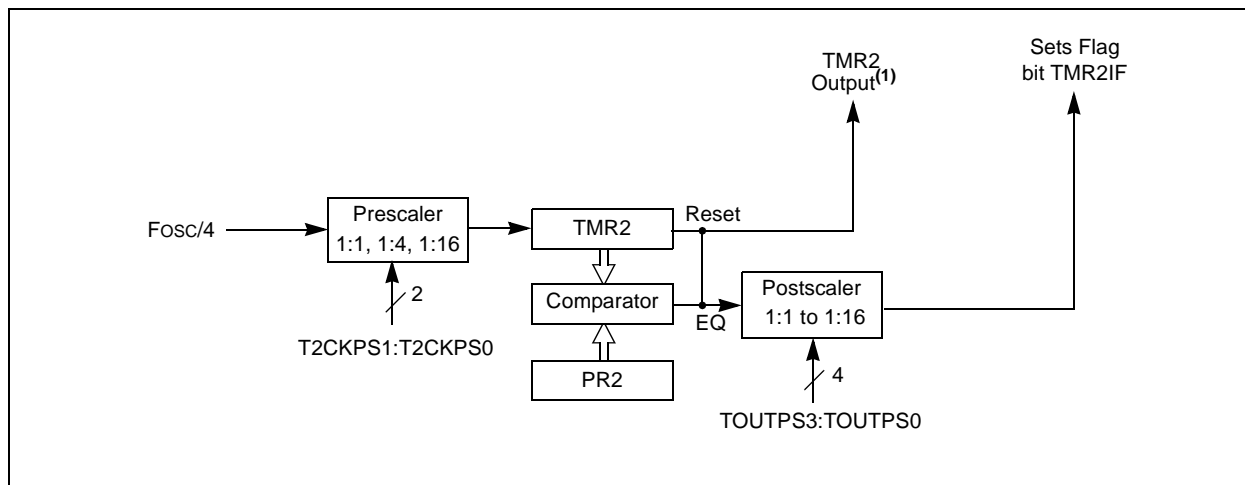 TMR2
Output(1)
Sets Flag
bit TMR2IF
Fosc/4
Prescaler
1:1, 1:4, 1:16
TMR2
Reset
2
T2CKPS1:T2CKPS0
Comparator
EQ
Postscaler
1:1 to 1:16
PR2
4
TOUTPS3:TOUTPS0